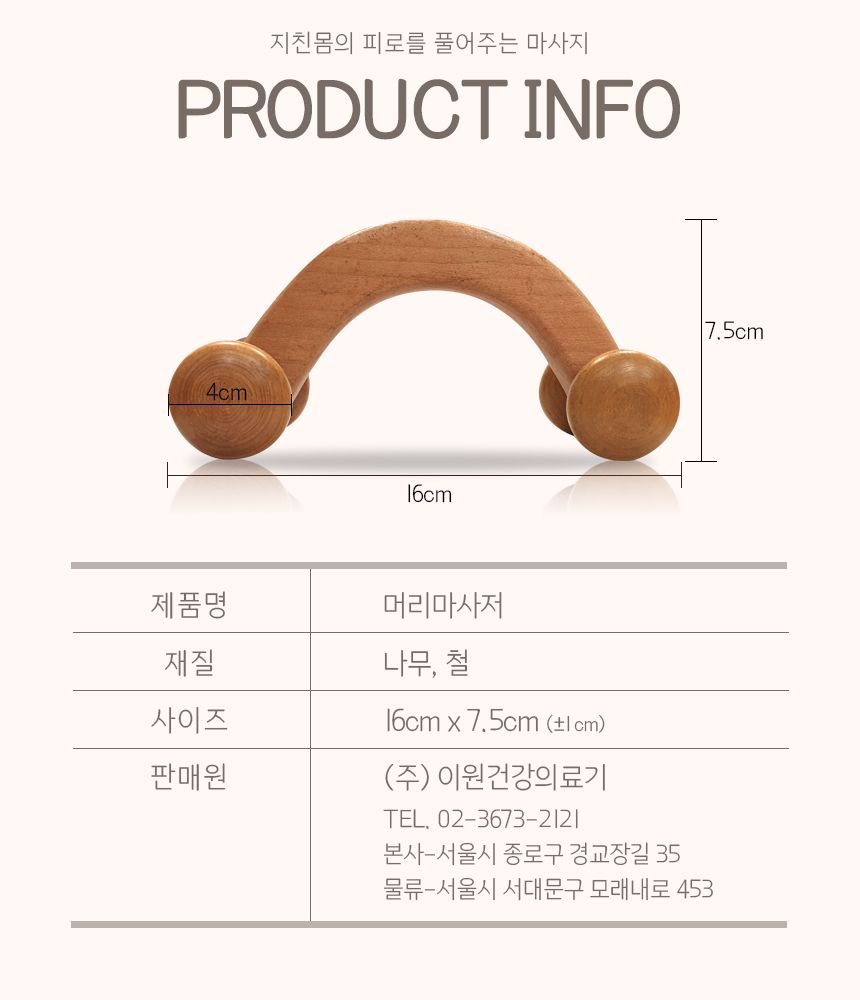 지친몸의 피로를 풀어주는 마사지
PRODUCT INFO
7.5cm
4cm
16cm
제품명 머리마사저
재질 나무, 철
사이즈 16cm x 7.5cm (±1cm)
판매원 (주) 이원건강의료기
TEL. 02-3673-2121
본사-서울시 종로구 경교장길 35
물류-서울시 서대문구 모래내로 453